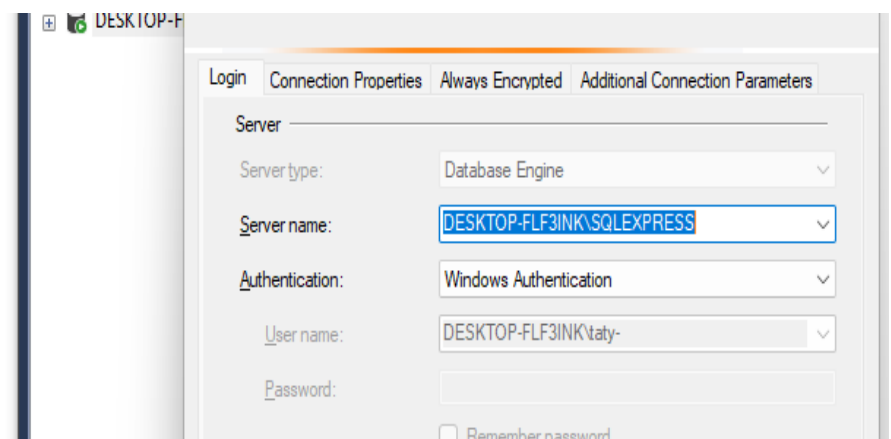 DESKTOP-F
Login Connection Properties Always Encrypted Additional Connection Parameters
Server
Server type: Database Engine
Server name: DESKTOP-FLF3INK\SQLEXPRESS
Authentication: Windows Authentication
User name: DESKTOP-FLF3INK\taty-
Password:
Remember password